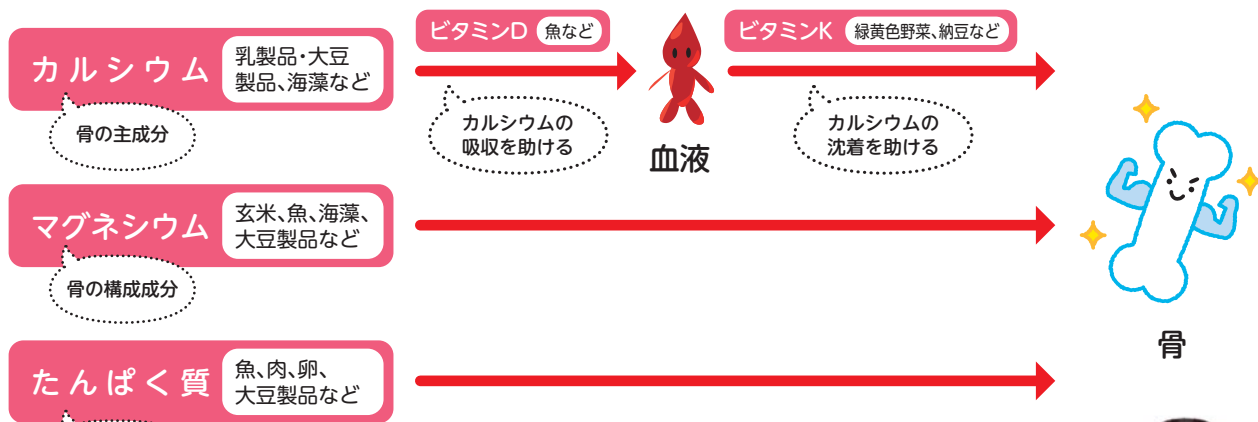 カルシウム
乳製品・大豆
製品、海藻など
骨の主成分
ビタミンD 魚など
カルシウムの
吸収を助ける
血液
ビタミンK 緑黄色野菜、納豆など
カルシウムの
沈着を助ける
マグネシウム
玄米、魚、海藻、
大豆製品など
骨の構成成分
たんぱく質
魚、肉、卵、
大豆製品など
骨